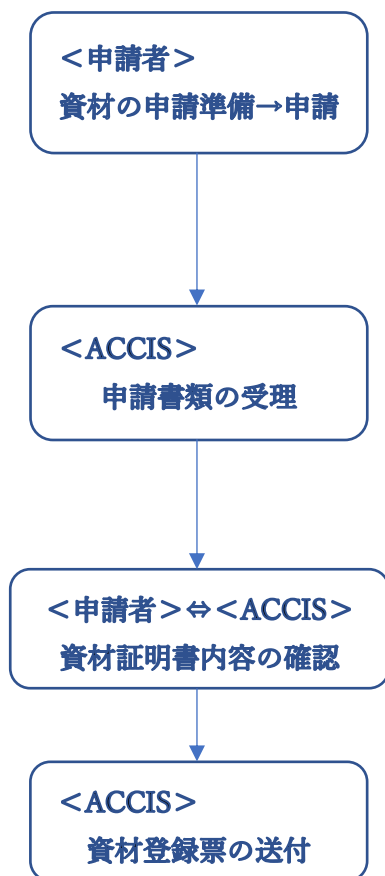 ＜申請者＞
資材の申請準備→申請
＜ACCIS＞
申請書類の受理
＜申請者＞⇔＜ACCIS＞
資材証明書内容の確認
＜ACCIS＞
資材登録票の送付